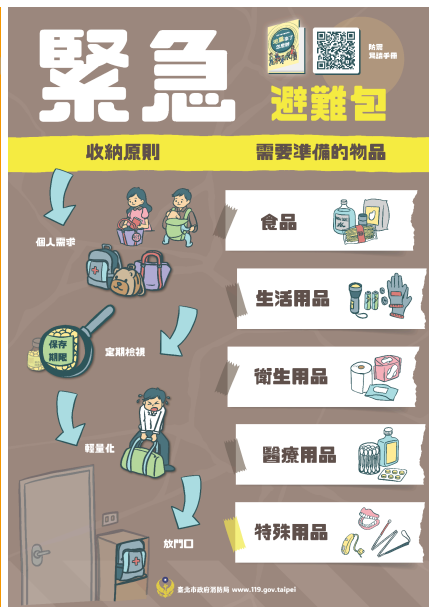 緊急
避難包
防災
寬頻手冊
收納原則
需要準備的物品
個人需求
保存
期限
定期檢視
輕量化
放門口
食品
生活用品
衛生用品
醫療用品
特殊用品
臺北市政府消防局 www.119.gov.taipei